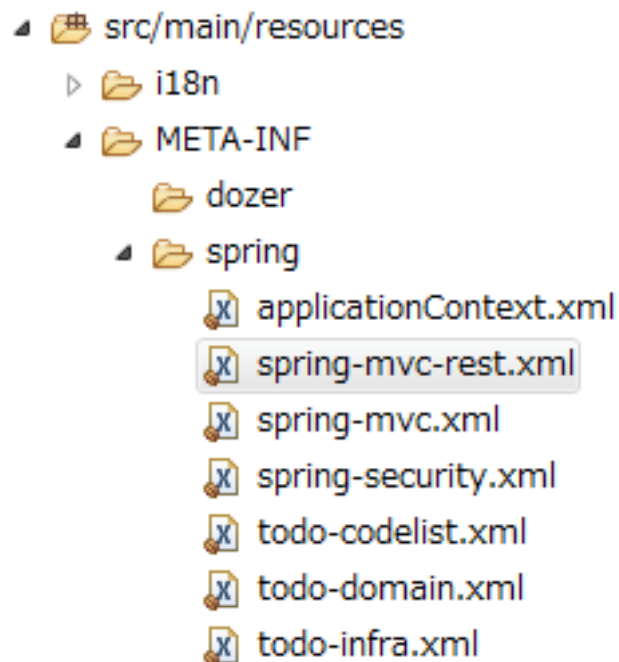 src/main/resources
i18n
META-INF
dozer
spring
applicationContext.xml
spring-mvc-rest.xml
spring-mvc.xml
spring-security.xml
todo-codelist.xml
todo-domain.xml
todo-infra.xml